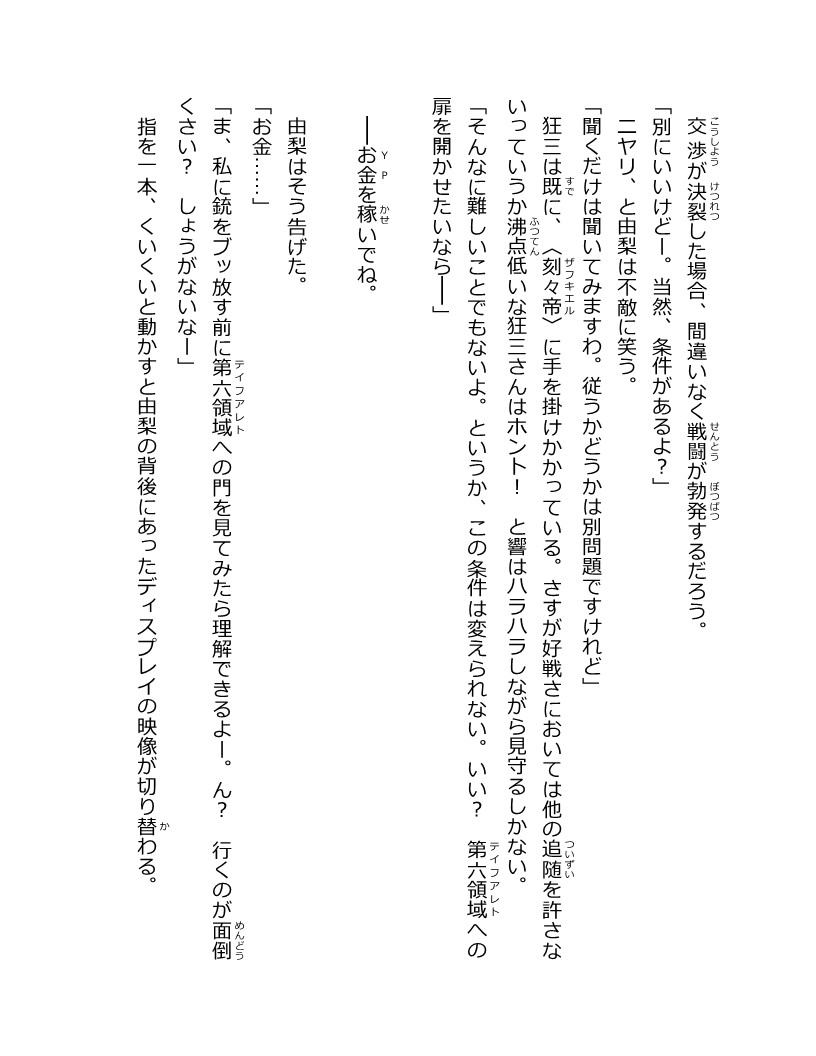 交渉が決裂した場合、間違いなく戦闘が勃発するだろう。
「別にいいけどー。当然、条件があるよ？」
ニヤリ、と由梨は不敵に笑う。
「聞くだけは聞いてみますわ。従うかどうかは別問題ですけれど」
狂三は既に、〈刻々帝〉に手を掛けかかっている。さすが好戦さにおいては他の追随を許さな
いっていうか沸点低いな狂三さんはホント！　と響はハラハラしながら見守るしかない。
「そんなに難しいことでもないよ。というか、この条件は変えられない。いい？　第六領域への
扉を開かせたいなら――」
――お金を稼いでね。
由梨はそう告げた。
「お金……」
「ま、私に銃をブッ放す前に第六領域への門を見てみたら理解できるよー。ん？　行くのが面倒
くさい？　しょうがないなー」
指を一本、くいくいと動かすと由梨の背後にあったディスプレイの映像が切り替わる。